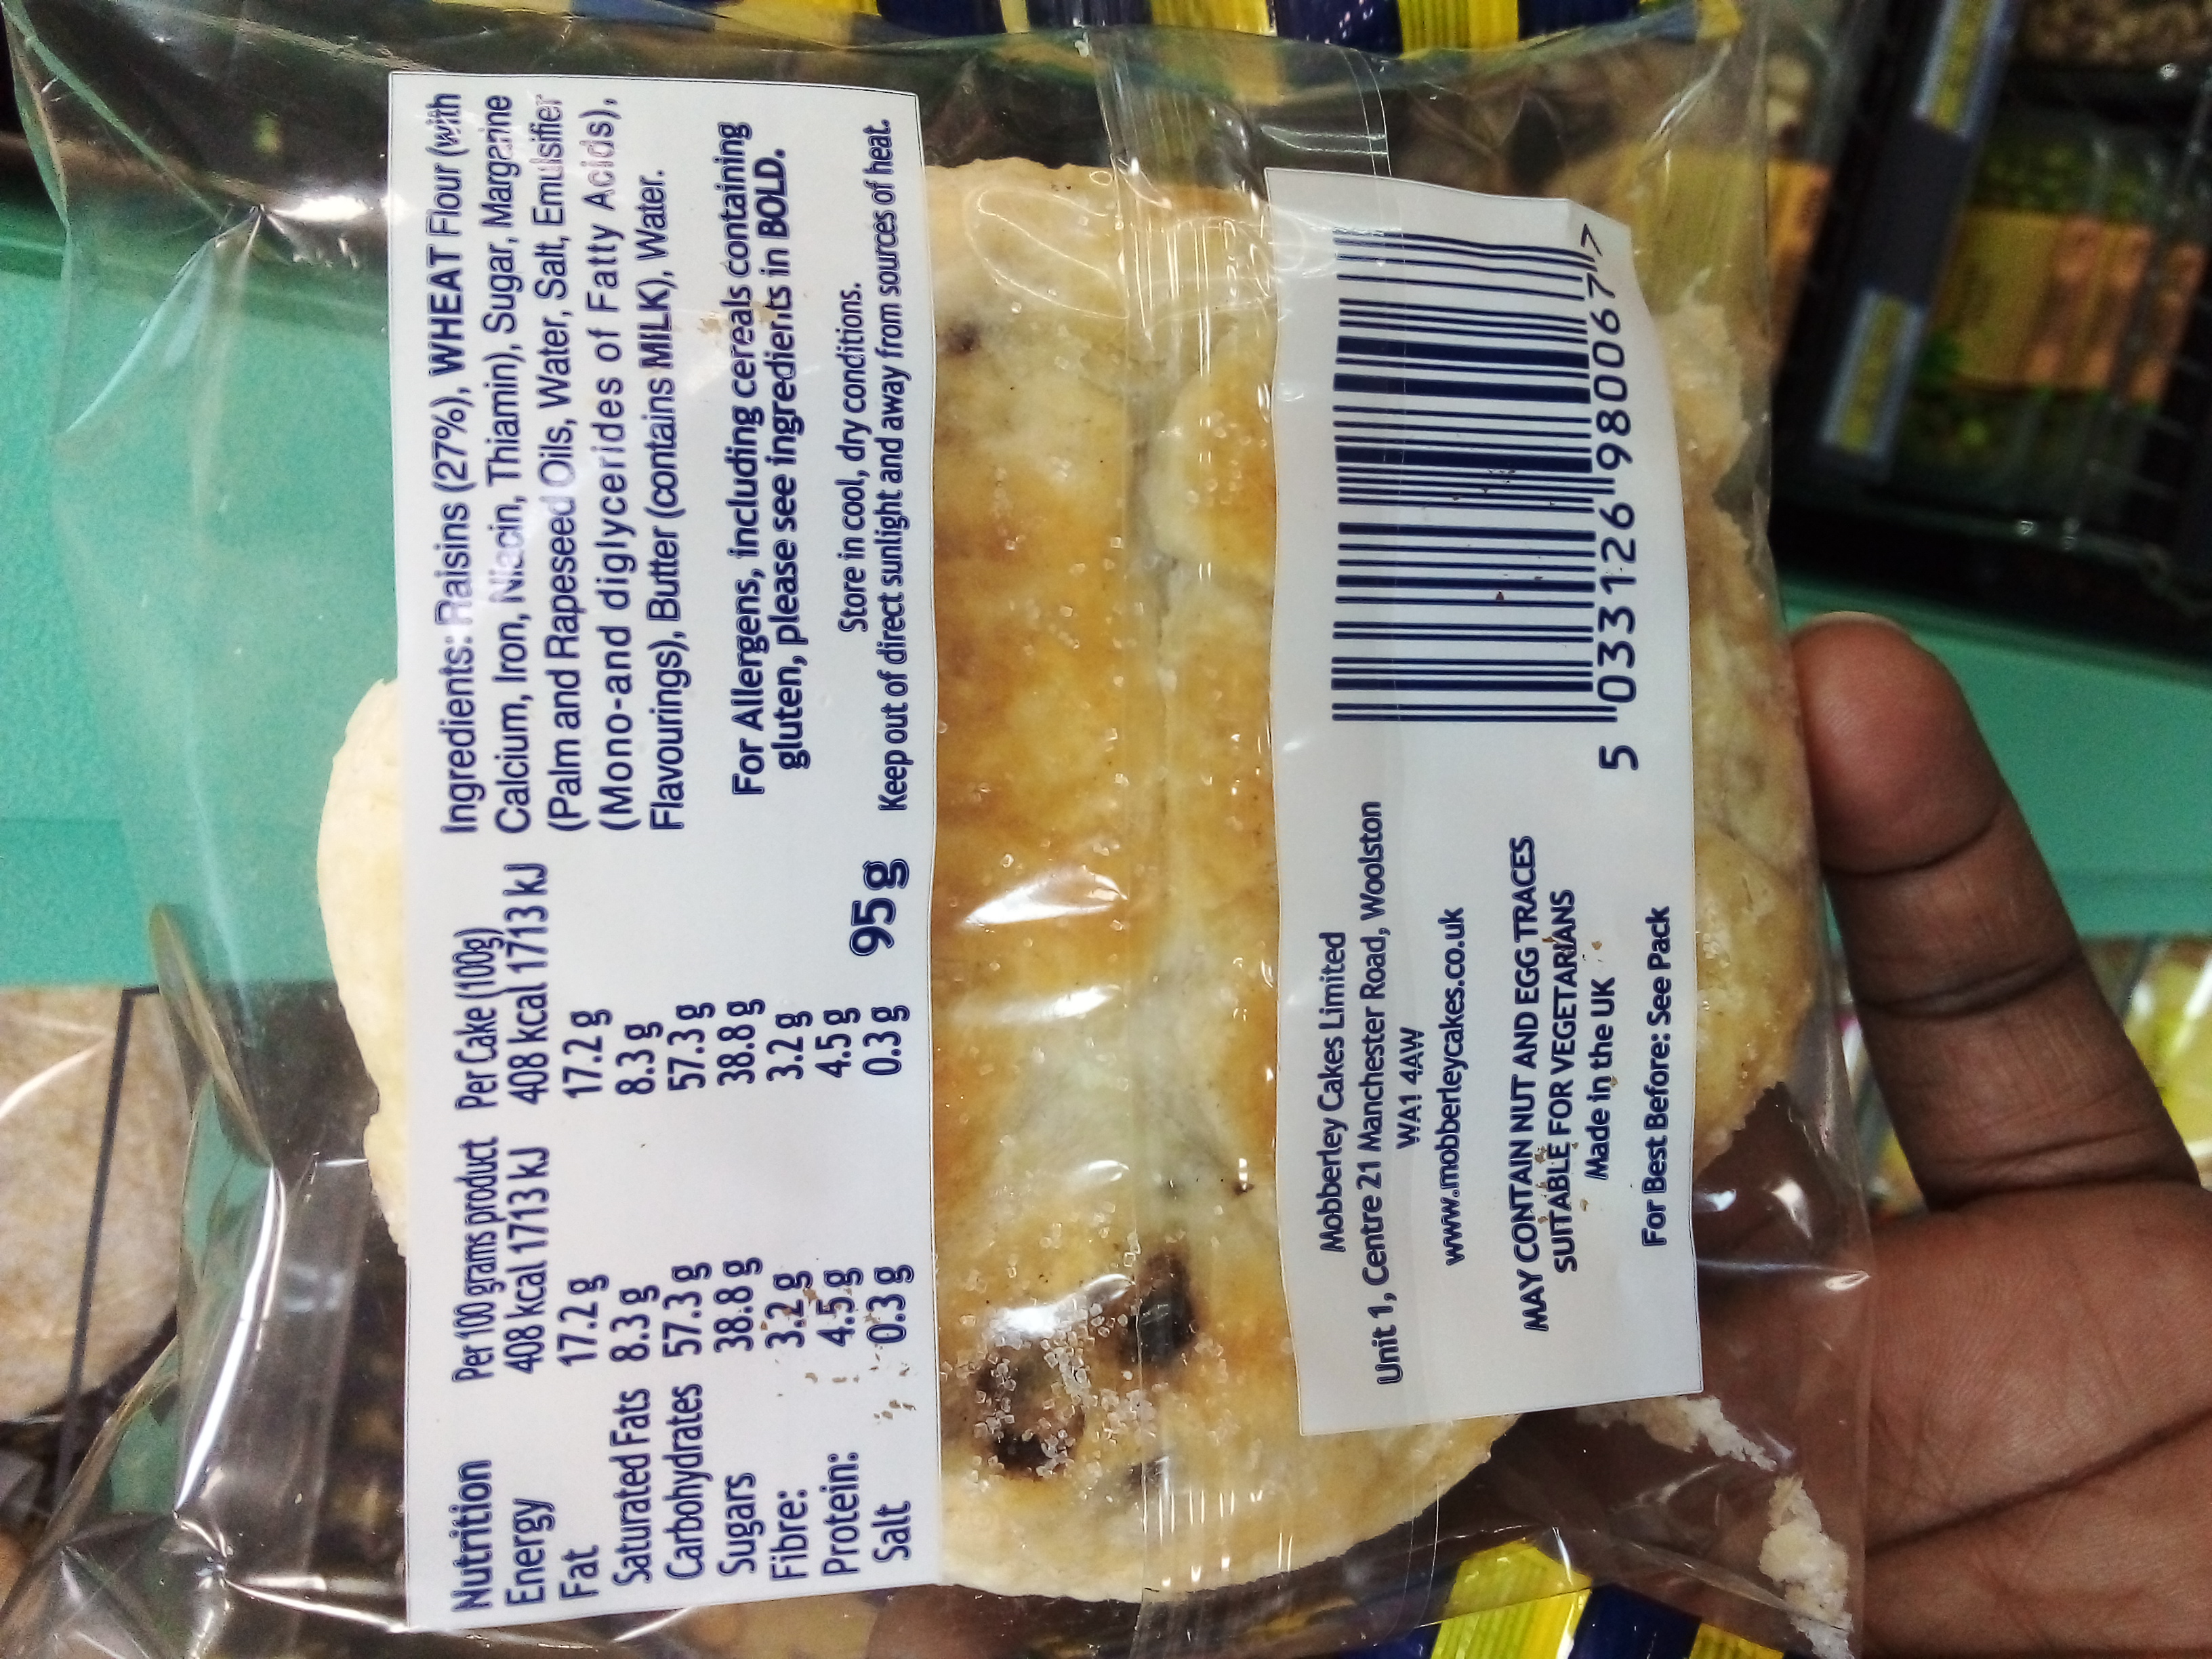 Nutrition Per 100 grams product Per Cake (100g)
Energy 408 kcal 1713 kJ 408 kcal 1713 kJ
Fat 17.2 g 17.2 g
Saturated Fats 8.3 g 8.3 g
Carbohydrates 57.3 g 57.3 g
Sugars 38.8 g 38.8 g
Fibre: 3.2 g 3.2 g
Protein: 4.5 g 4.5 g
Salt 0.3 g 0.3 g
95g
Ingredients: Raisins (27%), WHEAT Flour (with
Calcium, Iron, Niacin, Thiamin), Sugar, Margarine
(Palm and Rapeseed Oils, Water, Salt, Emulsifier
(Mono-and diglycerides of Fatty Acids),
Flavourings), Butter (contains MILK), Water.
For Allergens, including cereals containing
gluten, please see ingredients in BOLD.
Store in cool, dry conditions.
Keep out of direct sunlight and away from sources of heat.
Mobberley Cakes Limited
Unit 1, Centre 21 Manchester Road, Woolston
WA1 4AW
www.mobberleycakes.co.uk
MAY CONTAIN NUT AND EGG TRACES
SUITABLE FOR VEGETARIANS
Made in the UK
For Best Before: See Pack
5 033126 980067 >